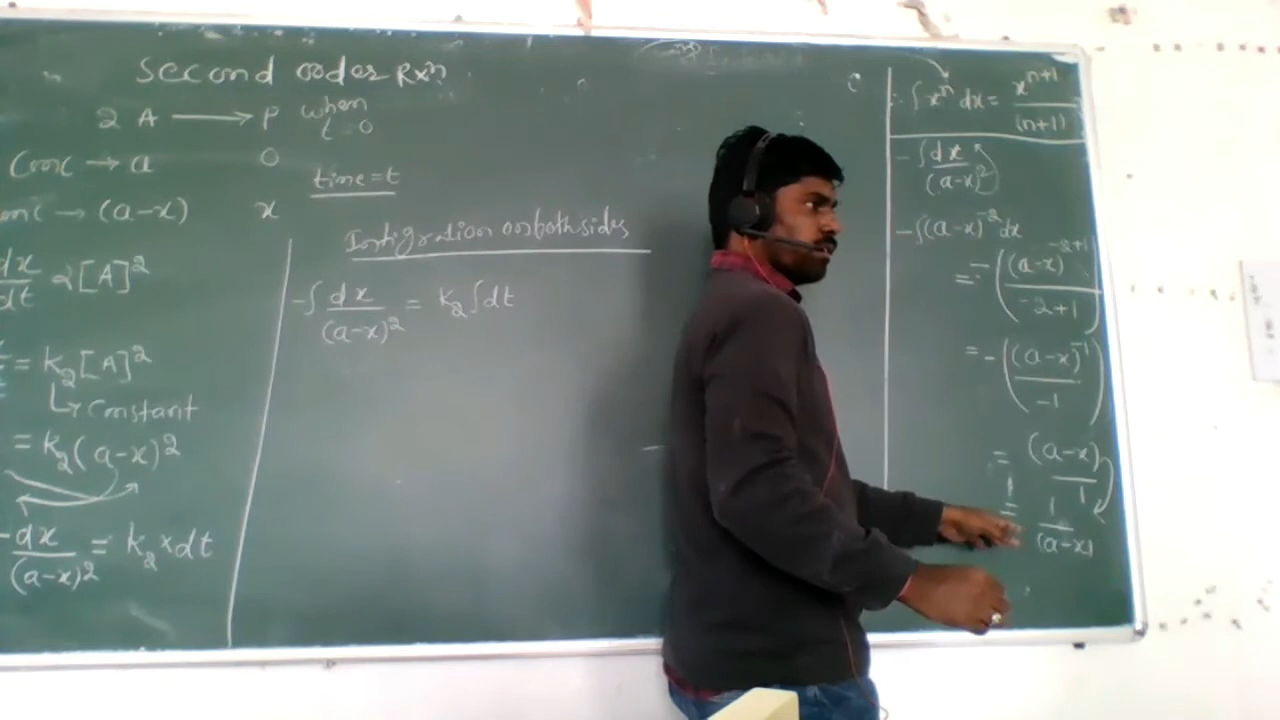 second order Rxⁿ
2 A ⟶ P when t=0
Conc → a 0
onc → (a-x) x time=t
dx/dt ∝ [A]²
= K₂[A]²
↳ Constant
= K₂(a-x)²
-dx/(a-x)² = K₂×dt
Intigration on both sides
-∫dx/(a-x)² = K₂∫dt
∴ ∫xⁿ dx = xⁿ⁺¹/(n+1)
-∫dx/(a-x)²
-∫(a-x)⁻² dx
= -((a-x)⁻²⁺¹/-2+1)
= -((a-x)⁻¹/-1)
= (a-x)/1
= 1/(a-x)